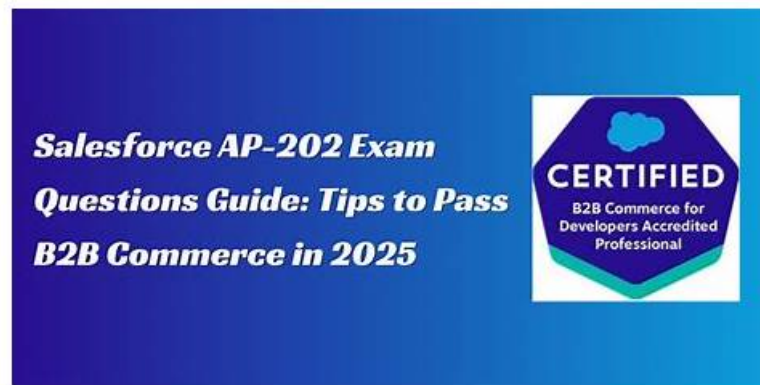 Salesforce AP-202 Exam
Questions Guide: Tips to Pass
B2B Commerce in 2025
CERTIFIED
B2B Commerce for
Developers Accredited
Professional